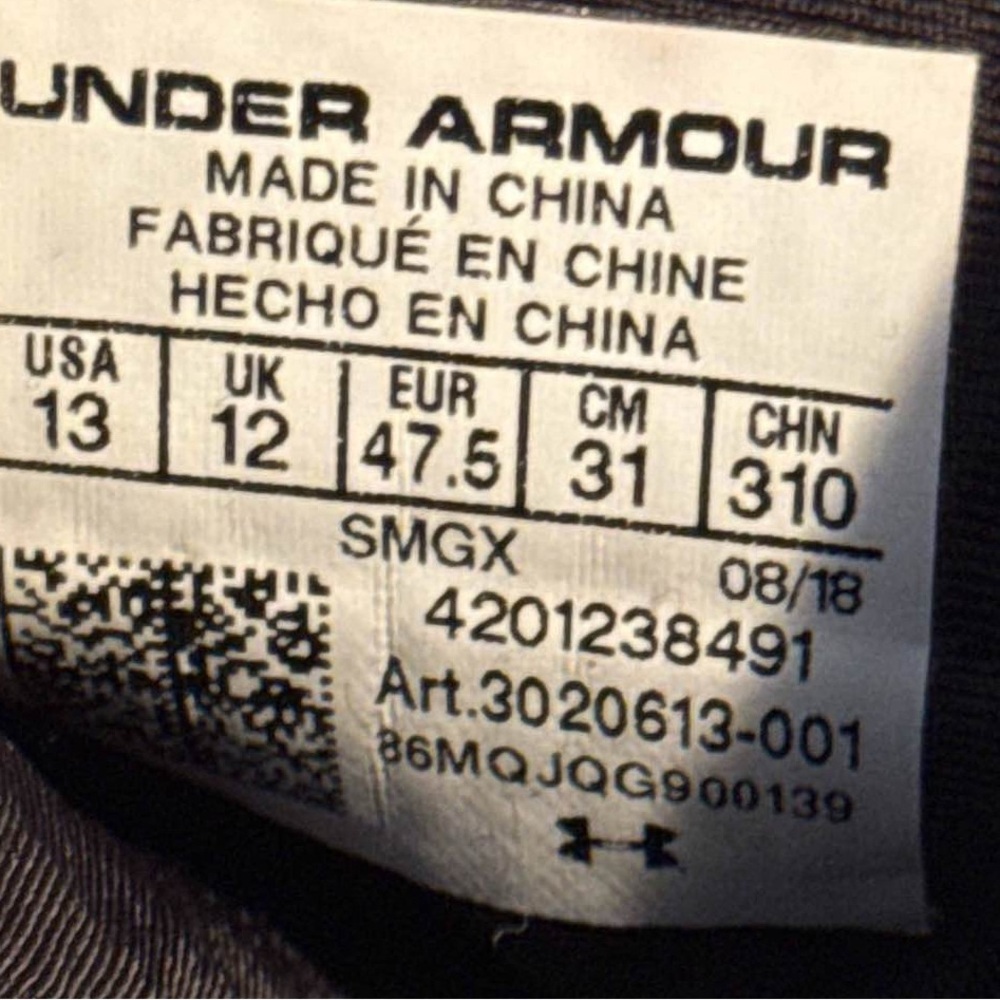 UNDER ARMOUR
MADE IN CHINA
FABRIQUÉ EN CHINE
HECHO EN CHINA
USA UK EUR CM CHN
13 12 47.5 31 310
SMGX
08/18
4201238491
Art.3020613-001
86MQJQG900139